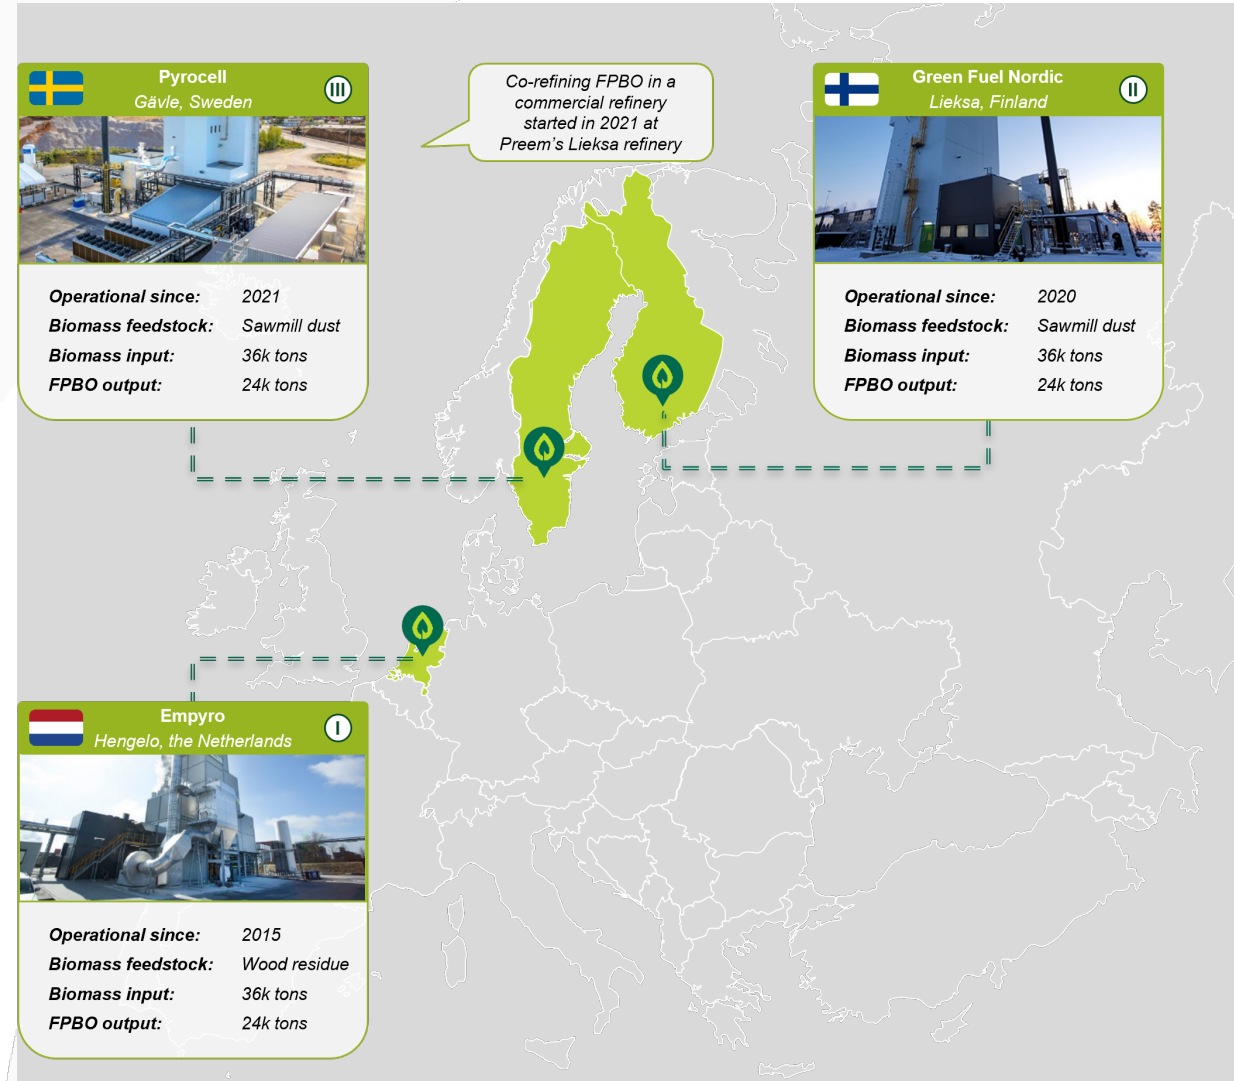 Pyrocell
Gävle, Sweden
III
Operational since: 2021
Biomass feedstock: Sawmill dust
Biomass input: 36k tons
FPBO output: 24k tons
Co-refining FPBO in a
commercial refinery
started in 2021 at
Preem's Lieksa refinery
Green Fuel Nordic
Lieksa, Finland
II
Operational since: 2020
Biomass feedstock: Sawmill dust
Biomass input: 36k tons
FPBO output: 24k tons
Empyro
Hengelo, the Netherlands
I
Operational since: 2015
Biomass feedstock: Wood residue
Biomass input: 36k tons
FPBO output: 24k tons